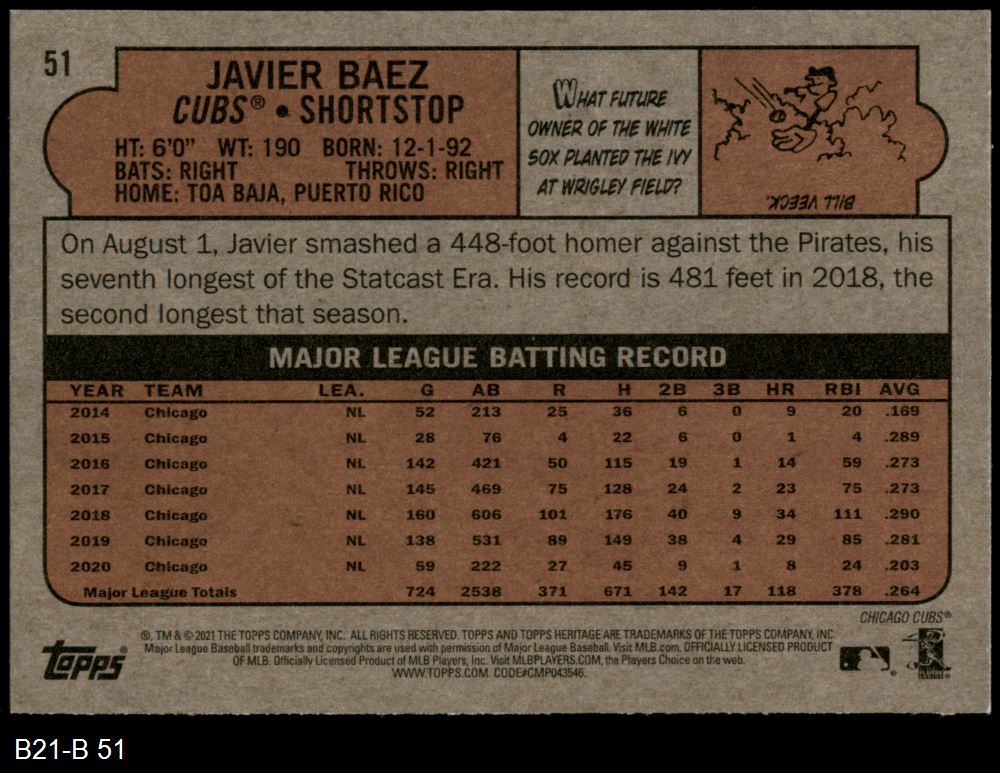 51
JAVIER BAEZ
CUBS® • SHORTSTOP
HT: 6'0" WT: 190 BORN: 12-1-92
BATS: RIGHT THROWS: RIGHT
HOME: TOA BAJA, PUERTO RICO
WHAT FUTURE
OWNER OF THE WHITE
SOX PLANTED THE IVY
AT WRIGLEY FIELD?
BILL VEECK.
On August 1, Javier smashed a 448-foot homer against the Pirates, his
seventh longest of the Statcast Era. His record is 481 feet in 2018, the
second longest that season.
MAJOR LEAGUE BATTING RECORD
YEAR TEAM LEA. G AB R H 2B 3B HR RBI AVG
2014 Chicago NL 52 213 25 36 6 0 9 20 .169
2015 Chicago NL 28 76 4 22 6 0 1 4 .289
2016 Chicago NL 142 421 50 115 19 1 14 59 .273
2017 Chicago NL 145 469 75 128 24 2 23 75 .273
2018 Chicago NL 160 606 101 176 40 9 34 111 .290
2019 Chicago NL 138 531 89 149 38 4 29 85 .281
2020 Chicago NL 59 222 27 45 9 1 8 24 .203
Major League Totals 724 2538 371 671 142 17 118 378 .264
CHICAGO CUBS®
topps®
®, TM & © 2021 THE TOPPS COMPANY, INC. ALL RIGHTS RESERVED. TOPPS AND TOPPS HERITAGE ARE TRADEMARKS OF THE TOPPS COMPANY, INC.
Major League Baseball trademarks and copyrights are used with permission of Major League Baseball. Visit MLB.com. OFFICIALLY LICENSED PRODUCT
OF MLB. Officially Licensed Product of MLB Players, Inc. Visit MLBPLAYERS.COM, the Players Choice on the web.
WWW.TOPPS.COM. CODE#CMP043546.
B21-B 51